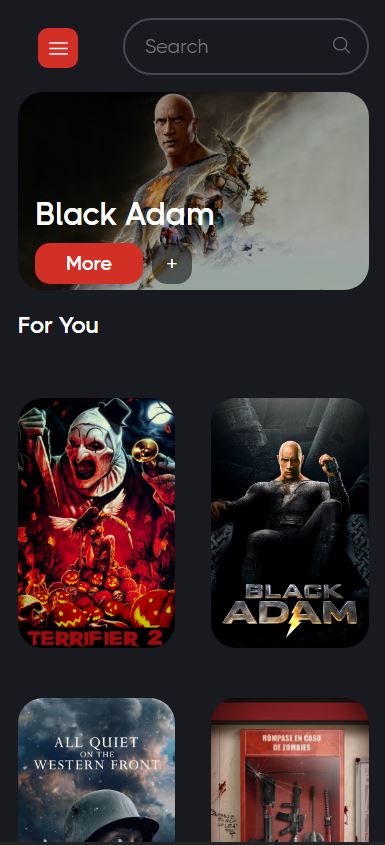 Search
Black Adam
More
+
For You
TERRIFIER 2
BLACK
ADAM
ALL QUIET
ON THE
WESTERN FRONT
RÓMPASE EN CASO
DE ZOMBIES